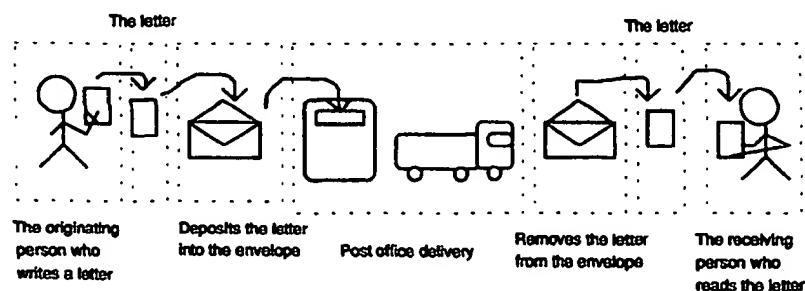 The letter
The letter
The originating
person who
writes a letter
Deposits the letter
into the envelope
Post office delivery
Removes the letter
from the envelope
The receiving
person who
reads the letter